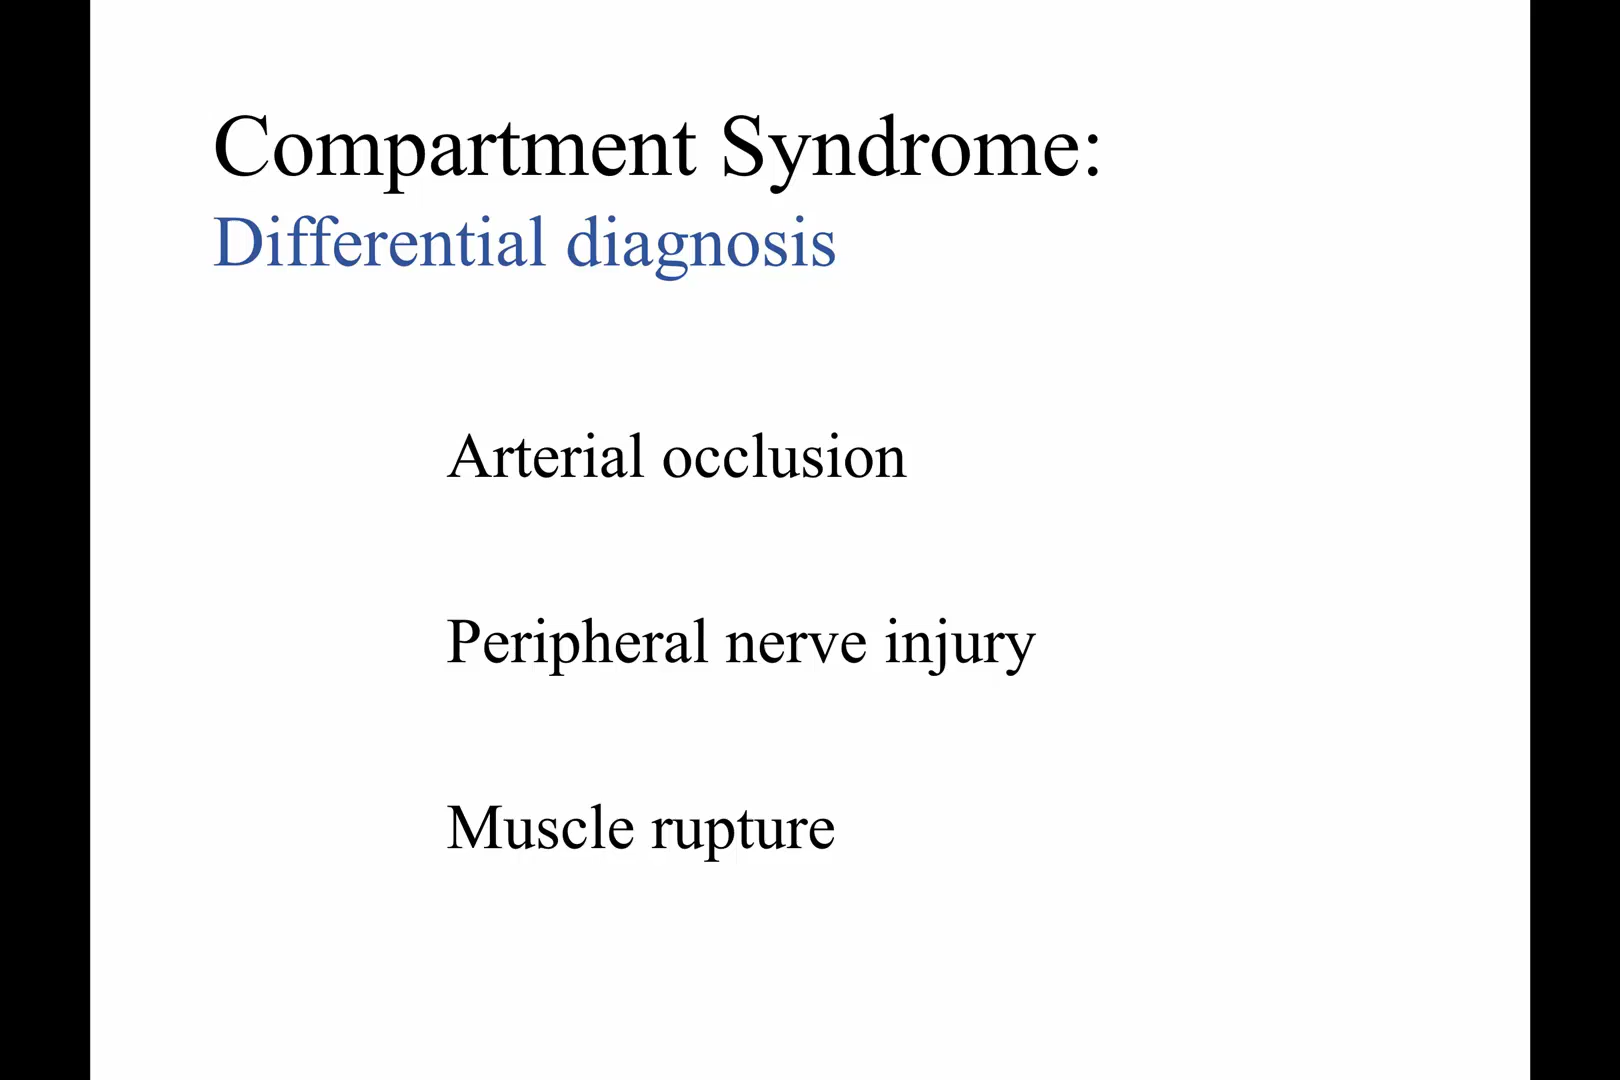 Compartment Syndrome:
Differential diagnosis
Arterial occlusion
Peripheral nerve injury
Muscle rupture